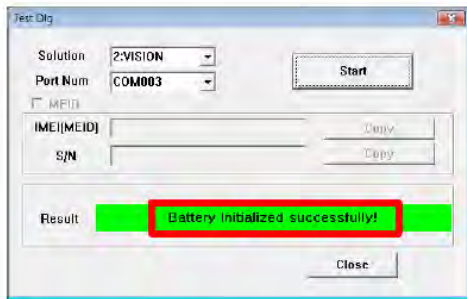 Test Dlg
Solution 2:VISION
Start
Port Num COM003
MEID
IMEI[MEID] Copy
S/N Copy
Result Battery Initialized successfully!
Close